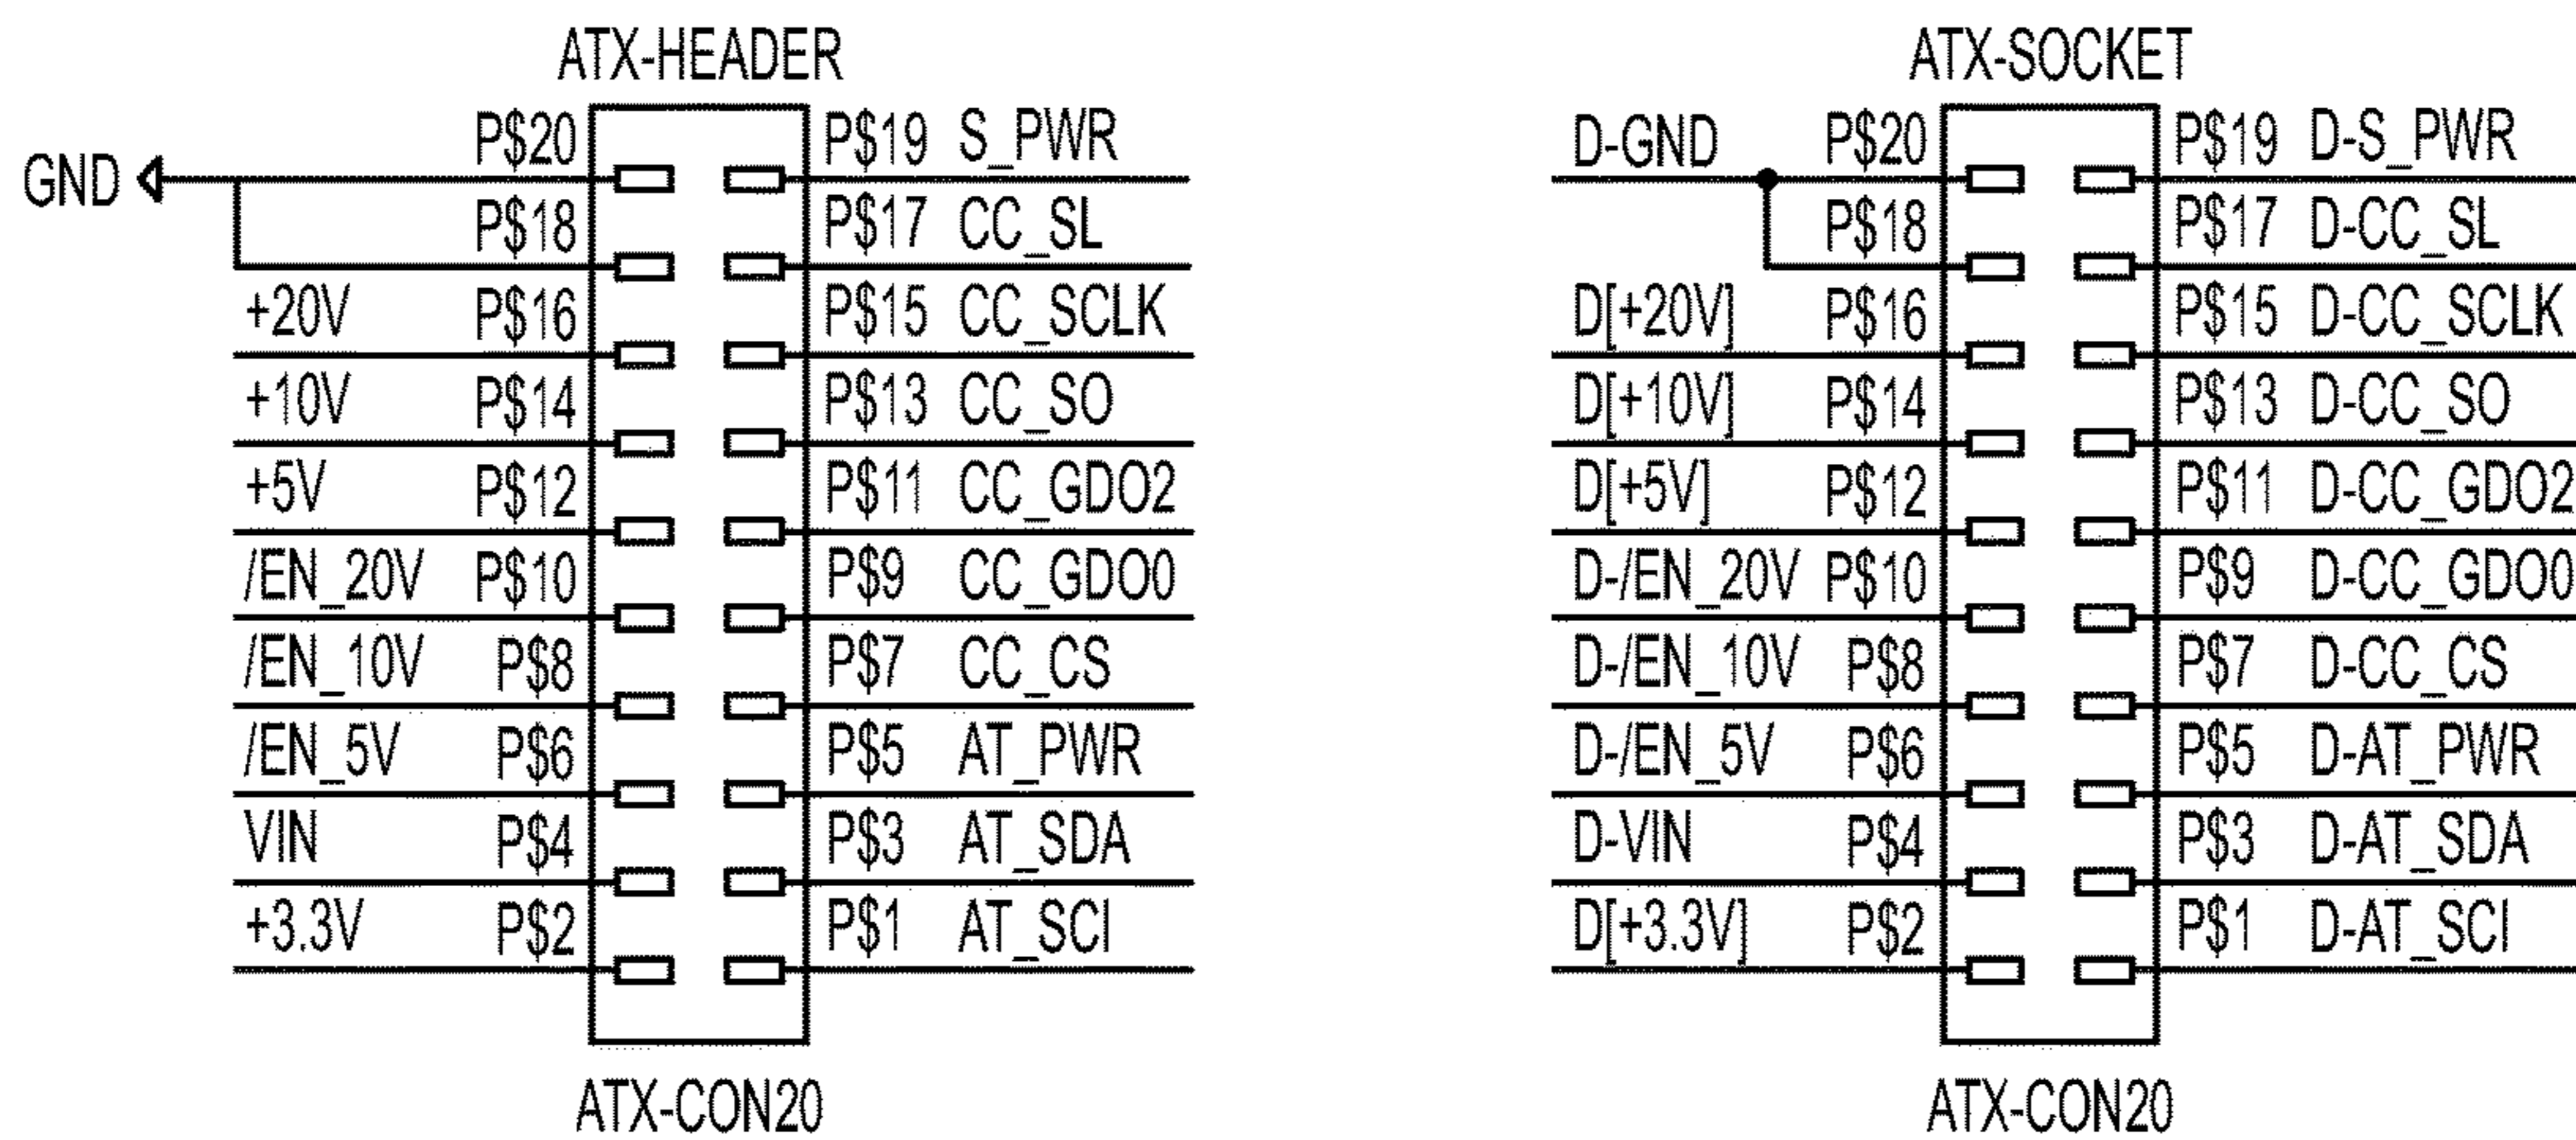 ATX-HEADER
GND
P$20 P$19 S_PWR
P$18 P$17 CC_SL
+20V P$16 P$15 CC_SCLK
+10V P$14 P$13 CC_SO
+5V P$12 P$11 CC_GDO2
/EN_20V P$10 P$9 CC_GDO0
/EN_10V P$8 P$7 CC_CS
/EN_5V P$6 P$5 AT_PWR
VIN P$4 P$3 AT_SDA
+3.3V P$2 P$1 AT_SCI
ATX-CON20
ATX-SOCKET
D-GND P$20 P$19 D-S_PWR
P$18 P$17 D-CC_SL
D[+20V] P$16 P$15 D-CC_SCLK
D[+10V] P$14 P$13 D-CC_SO
D[+5V] P$12 P$11 D-CC_GDO2
D-/EN_20V P$10 P$9 D-CC_GDO0
D-/EN_10V P$8 P$7 D-CC_CS
D-/EN_5V P$6 P$5 D-AT_PWR
D-VIN P$4 P$3 D-AT_SDA
D[+3.3V] P$2 P$1 D-AT_SCI
ATX-CON20